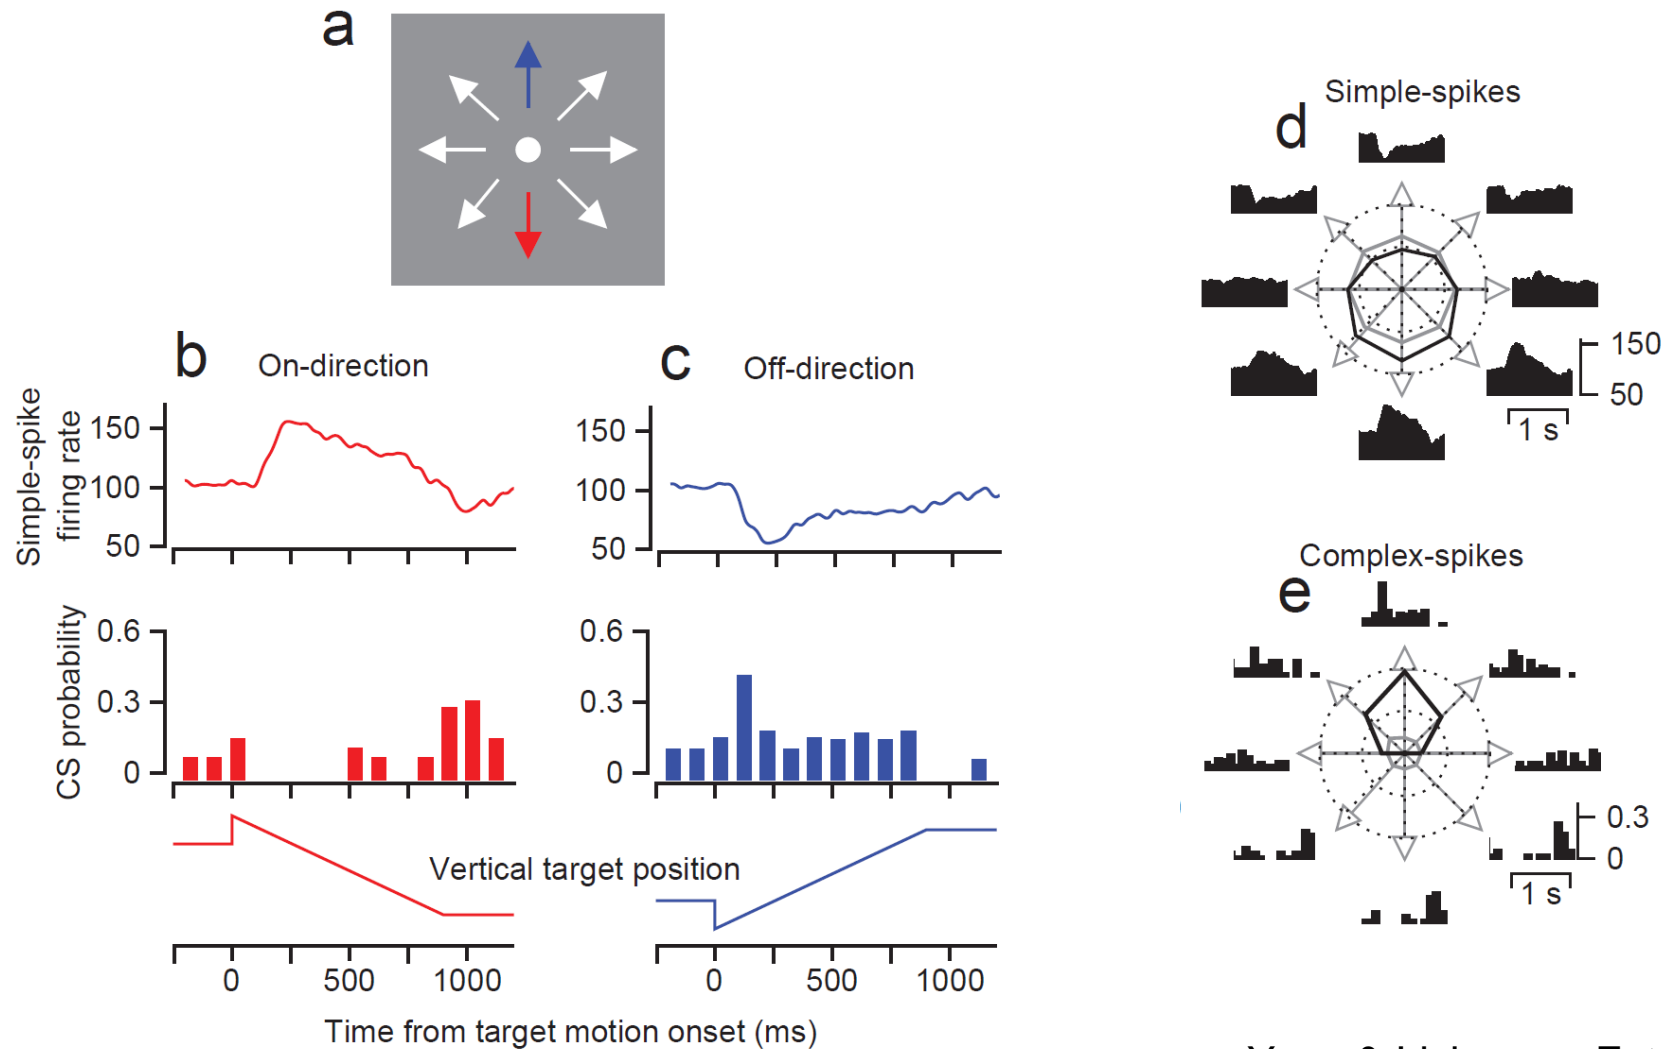 a
b
On-direction
c
Off-direction
Simple-spike
firing rate
150
100
50
150
100
50
CS probability
0.6
0.3
0
0.6
0.3
0
Vertical target position
0
500
1000
0
500
1000
Time from target motion onset (ms)
Simple-spikes
d
150
50
1 s
Complex-spikes
e
0.3
0
1 s